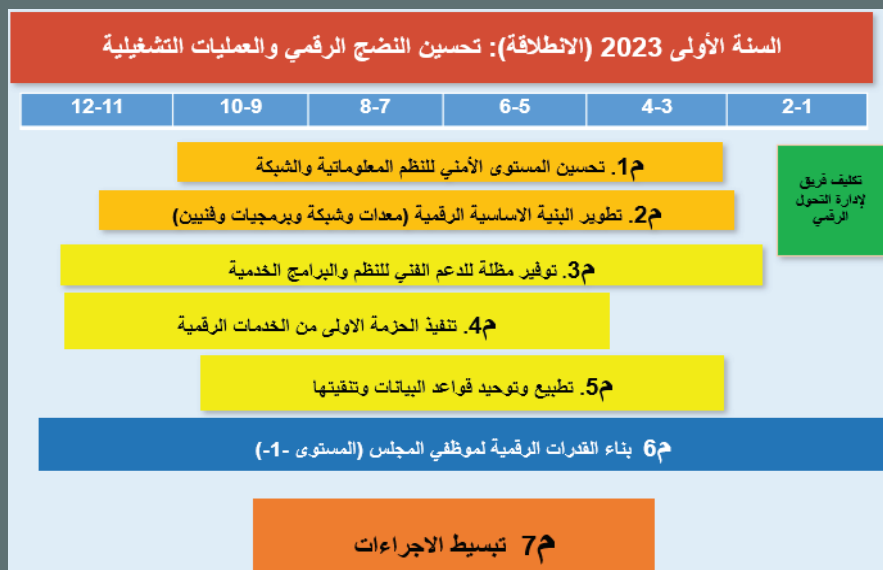 السنة الأولى 2023 (الانطلاقة): تحسين النضج الرقمي والعمليات التشغيلية
2-1
4-3
6-5
8-7
10-9
12-11
تكليف فريق
لإدارة التحول
الرقمي
م1. تحسين المستوى الأمني للنظم المعلوماتية والشبكة
م2. تطوير البنية الاساسية الرقمية (معدات وشبكة وبرمجيات وفنيين)
م3. توفير مظلة للدعم الفني للنظم والبرامج الخدمية
م4. تنفيذ الحزمة الاولى من الخدمات الرقمية
م5. تطبيع وتوحيد قواعد البيانات وتنقيتها
م6 بناء القدرات الرقمية لموظفي المجلس (المستوى -1-)
م7 تبسيط الاجراءات